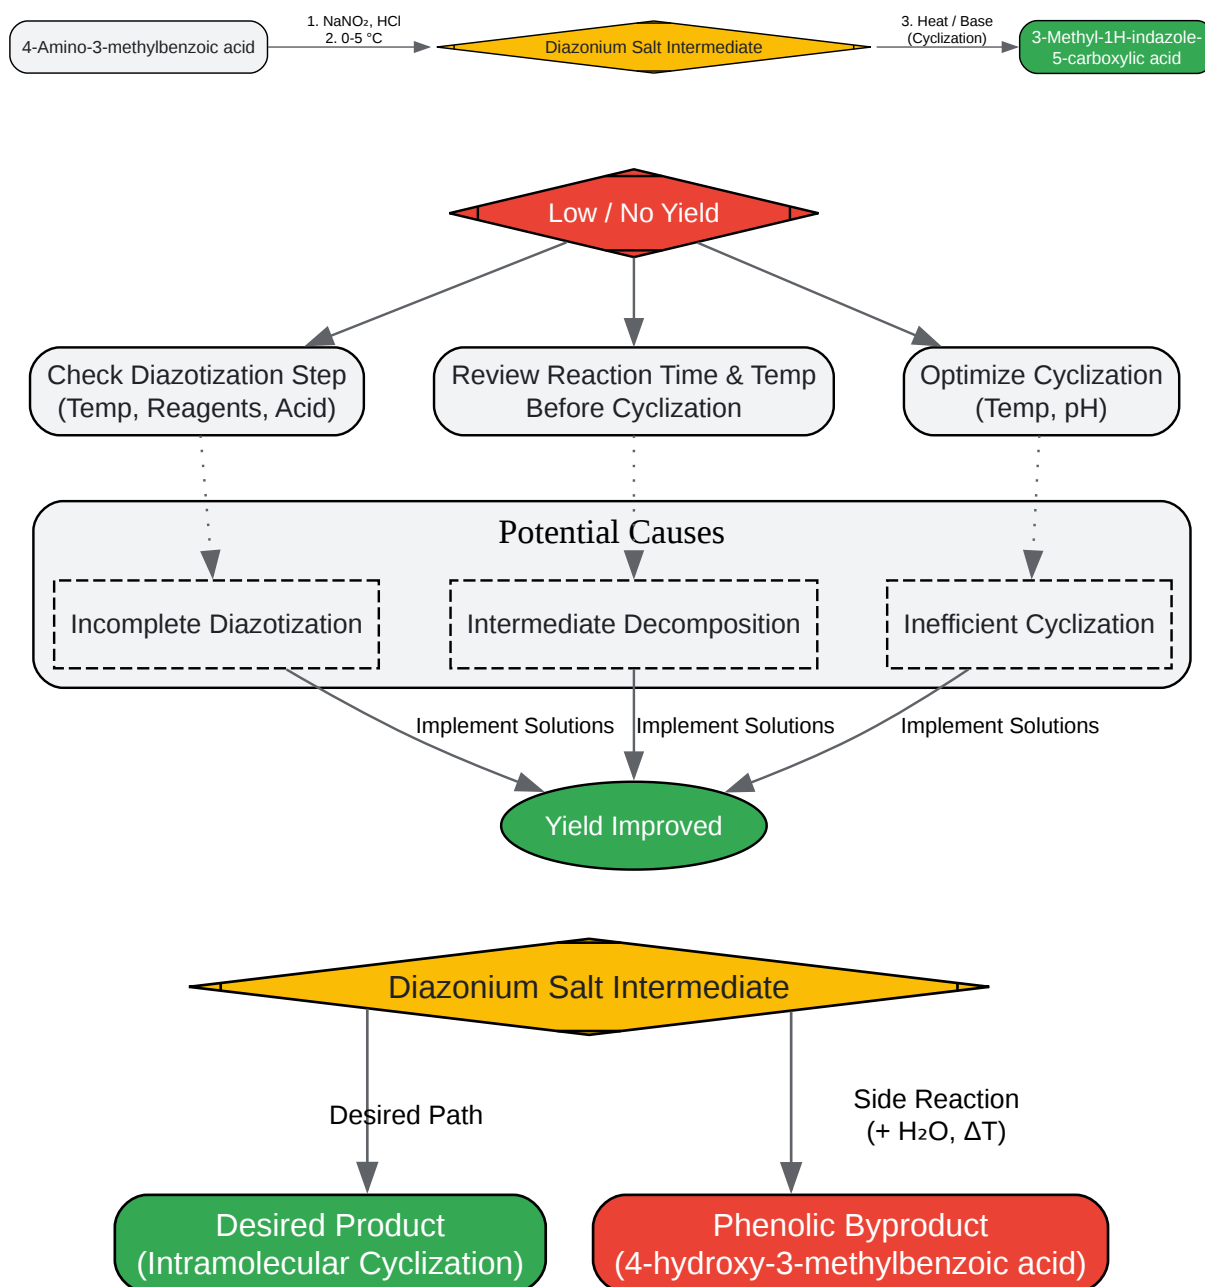 4-Amino-3-methylbenzoic acid
1. NaNO₂, HCl
2. 0-5 °C
Diazonium Salt Intermediate
3. Heat / Base
(Cyclization)
3-Methyl-1H-indazole-
5-carboxylic acid
Low / No Yield
Check Diazotization Step
(Temp, Reagents, Acid)
Review Reaction Time & Temp
Before Cyclization
Optimize Cyclization
(Temp, pH)
Potential Causes
Incomplete Diazotization
Intermediate Decomposition
Inefficient Cyclization
Implement Solutions
Implement Solutions
Implement Solutions
Yield Improved
Diazonium Salt Intermediate
Desired Path
Side Reaction
(+ H₂O, ΔT)
Desired Product
(Intramolecular Cyclization)
Phenolic Byproduct
(4-hydroxy-3-methylbenzoic acid)